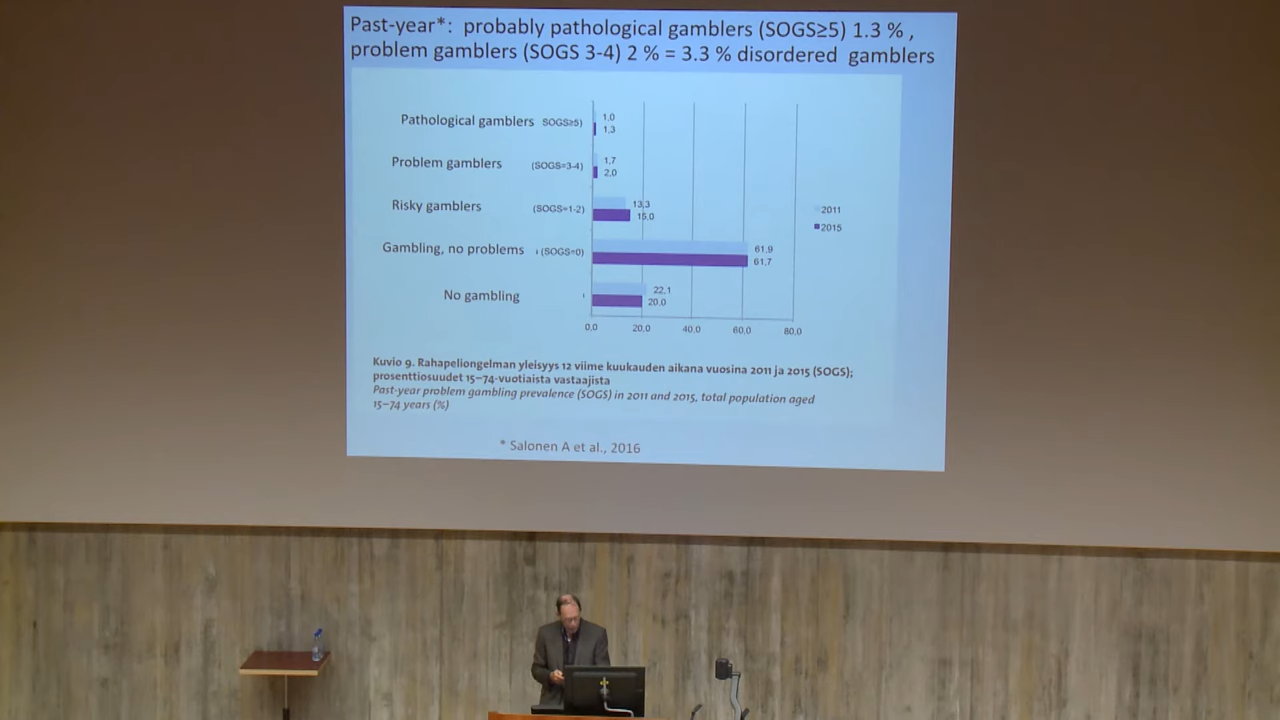 Past-year*: probably pathological gamblers (SOGS≥5) 1.3 % ,
problem gamblers (SOGS 3-4) 2 % = 3.3 % disordered gamblers
Pathological gamblers SOGS≥5)
1,0
1,3
Problem gamblers (SOGS=3-4)
1,7
2,0
Risky gamblers (SOGS=1-2)
13,3
15,0
Gambling, no problems (SOGS=0)
61,9
61,7
No gambling
22,1
20,0
2011
2015
0,0 20,0 40,0 60,0 80,0
Kuvio 9. Rahapeliongelman yleisyys 12 viime kuukauden aikana vuosina 2011 ja 2015 (SOGS);
prosenttiosuudet 15–74-vuotiaista vastaajista
Past-year problem gambling prevalence (SOGS) in 2011 and 2015, total population aged
15–74 years (%)
* Salonen A et al., 2016